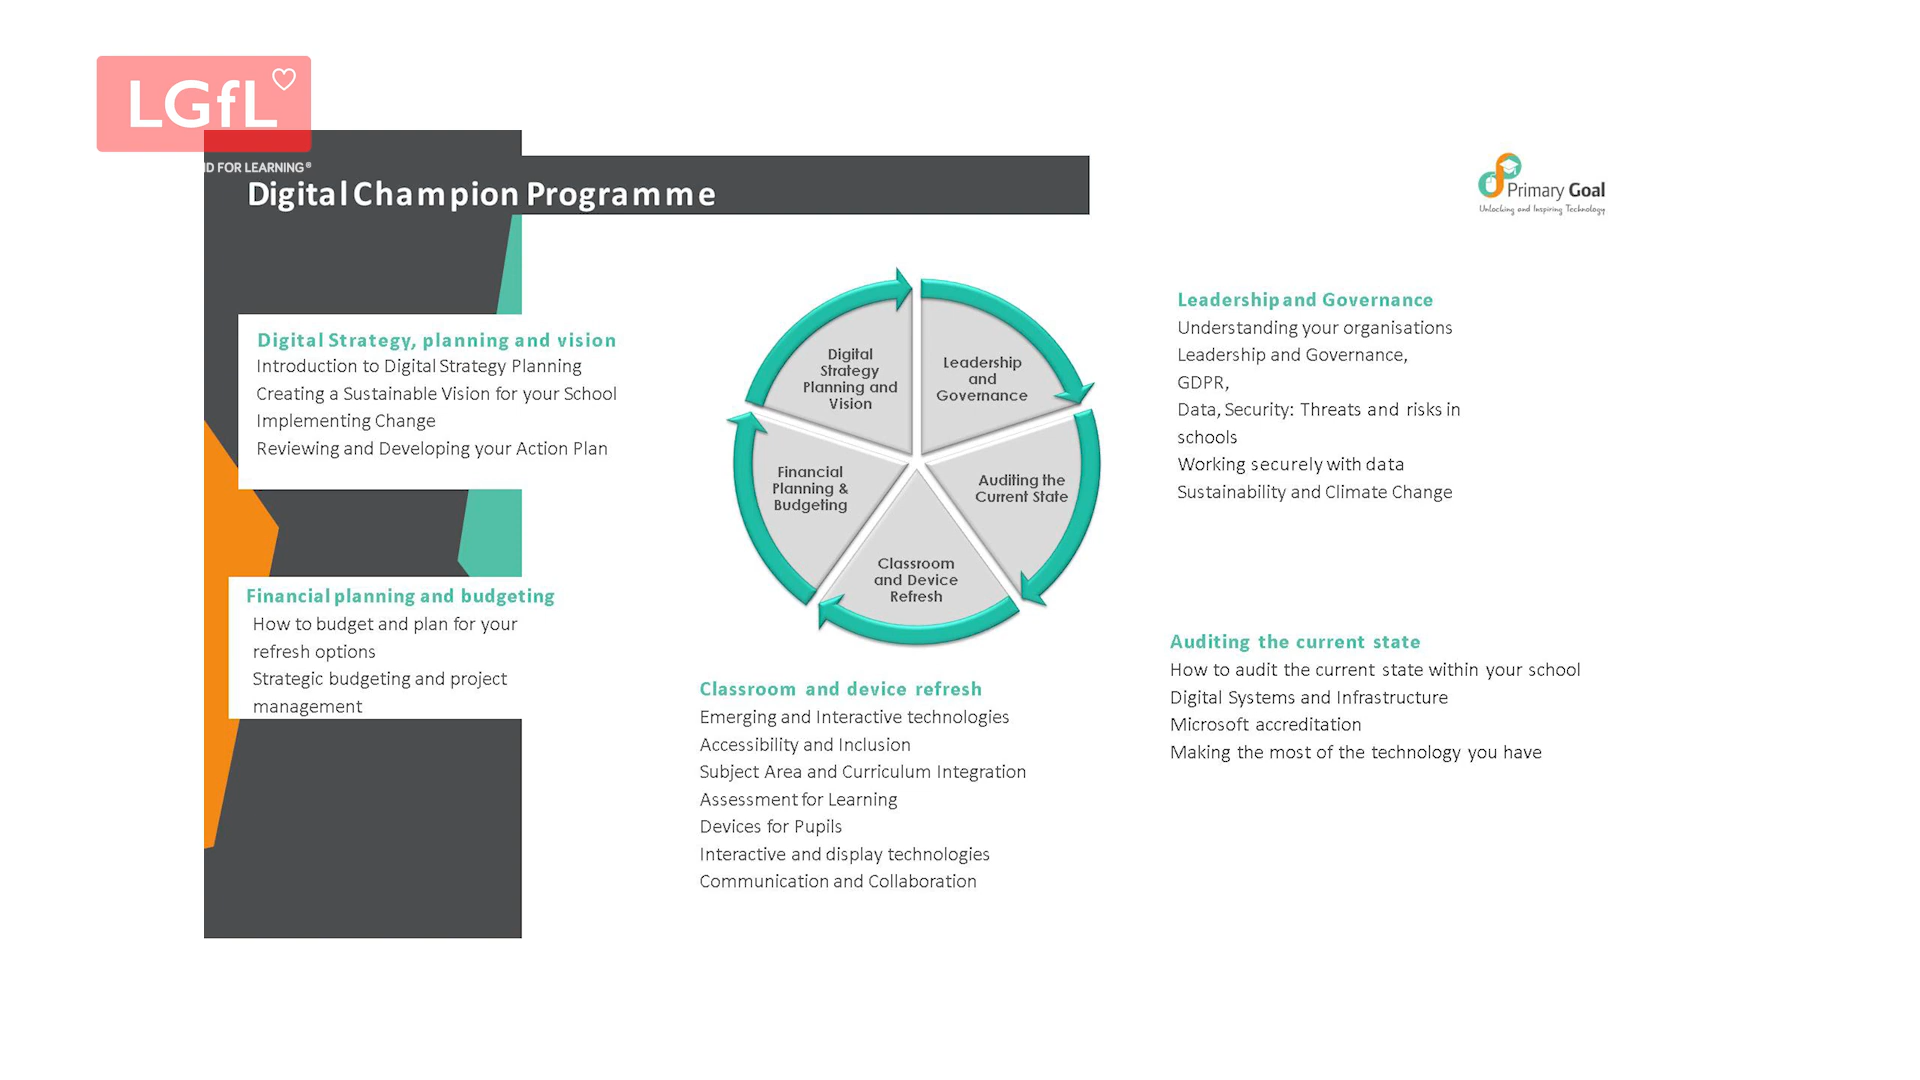 LGfL
ID FOR LEARNING®
Digital Champion Programme
Primary Goal
Unlocking and Inspiring Technology
Digital Strategy, planning and vision
Introduction to Digital Strategy Planning
Creating a Sustainable Vision for your School
Implementing Change
Reviewing and Developing your Action Plan
Financial planning and budgeting
How to budget and plan for your
refresh options
Strategic budgeting and project
management
Digital
Strategy
Planning and
Vision
Leadership
and
Governance
Auditing the
Current State
Classroom
and Device
Refresh
Financial
Planning &
Budgeting
Classroom and device refresh
Emerging and Interactive technologies
Accessibility and Inclusion
Subject Area and Curriculum Integration
Assessment for Learning
Devices for Pupils
Interactive and display technologies
Communication and Collaboration
Leadership and Governance
Understanding your organisations
Leadership and Governance,
GDPR,
Data, Security: Threats and risks in
schools
Working securely with data
Sustainability and Climate Change
Auditing the current state
How to audit the current state within your school
Digital Systems and Infrastructure
Microsoft accreditation
Making the most of the technology you have